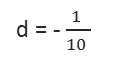 d = - 1/10